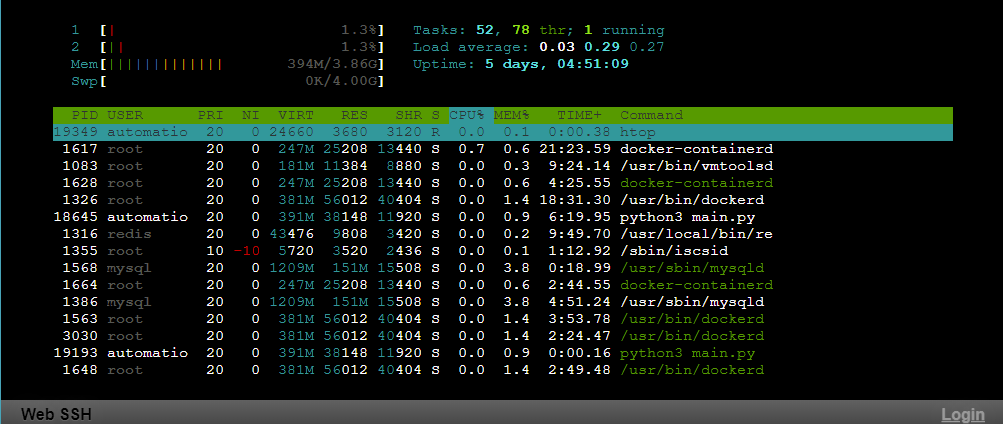 1 [| 1.3%] Tasks: 52, 78 thr; 1 running
2 [|| 1.3%] Load average: 0.03 0.29 0.27
Mem[||||||||||||| 394M/3.86G] Uptime: 5 days, 04:51:09
Swp[ 0K/4.00G]
PID USER PRI NI VIRT RES SHR S CPU% MEM% TIME+ Command
19349 automatio 20 0 24660 3680 3120 R 0.0 0.1 0:00.38 htop
1617 root 20 0 247M 25208 13440 S 0.7 0.6 21:23.59 docker-containerd
1083 root 20 0 181M 11384 8880 S 0.0 0.3 9:24.14 /usr/bin/vmtoolsd
1628 root 20 0 247M 25208 13440 S 0.0 0.6 4:25.55 docker-containerd
1326 root 20 0 381M 56012 40404 S 0.0 1.4 18:31.30 /usr/bin/dockerd
18645 automatio 20 0 391M 38148 11920 S 0.0 0.9 6:19.95 python3 main.py
1316 redis 20 0 43476 9808 3420 S 0.0 0.2 9:49.70 /usr/local/bin/re
1355 root 10 -10 5720 3520 2436 S 0.0 0.1 1:12.92 /sbin/iscsid
1568 mysql 20 0 1209M 151M 15508 S 0.0 3.8 0:18.99 /usr/sbin/mysqld
1664 root 20 0 247M 25208 13440 S 0.0 0.6 2:44.55 docker-containerd
1386 mysql 20 0 1209M 151M 15508 S 0.0 3.8 4:51.24 /usr/sbin/mysqld
1563 root 20 0 381M 56012 40404 S 0.0 1.4 3:53.78 /usr/bin/dockerd
3030 root 20 0 381M 56012 40404 S 0.0 1.4 2:24.47 /usr/bin/dockerd
19193 automatio 20 0 391M 38148 11920 S 0.0 0.9 0:00.16 python3 main.py
1648 root 20 0 381M 56012 40404 S 0.0 1.4 2:49.48 /usr/bin/dockerd
Web SSH Login